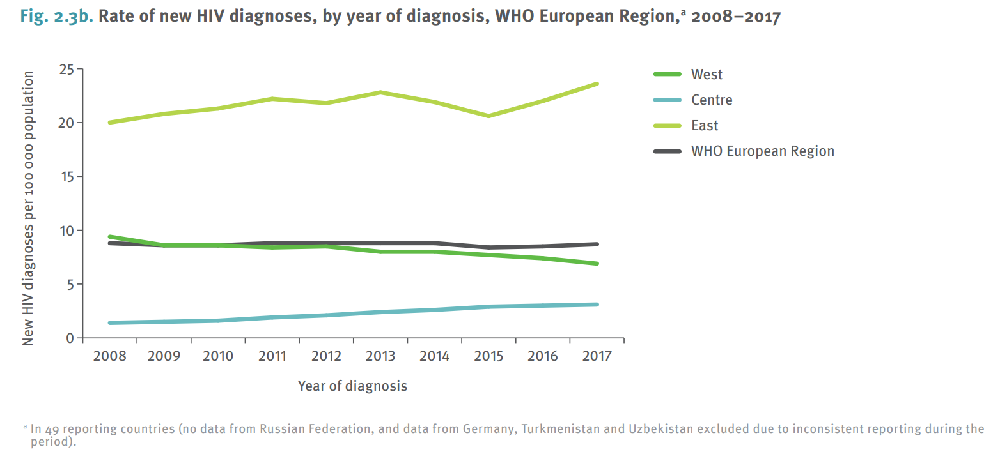 Fig. 2.3b. Rate of new HIV diagnoses, by year of diagnosis, WHO European Region,ᵃ 2008–2017
New HIV diagnoses per 100 000 population
25
20
15
10
5
0
2008 2009 2010 2011 2012 2013 2014 2015 2016 2017
Year of diagnosis
West
Centre
East
WHO European Region
ᵃ In 49 reporting countries (no data from Russian Federation, and data from Germany, Turkmenistan and Uzbekistan excluded due to inconsistent reporting during the
period).